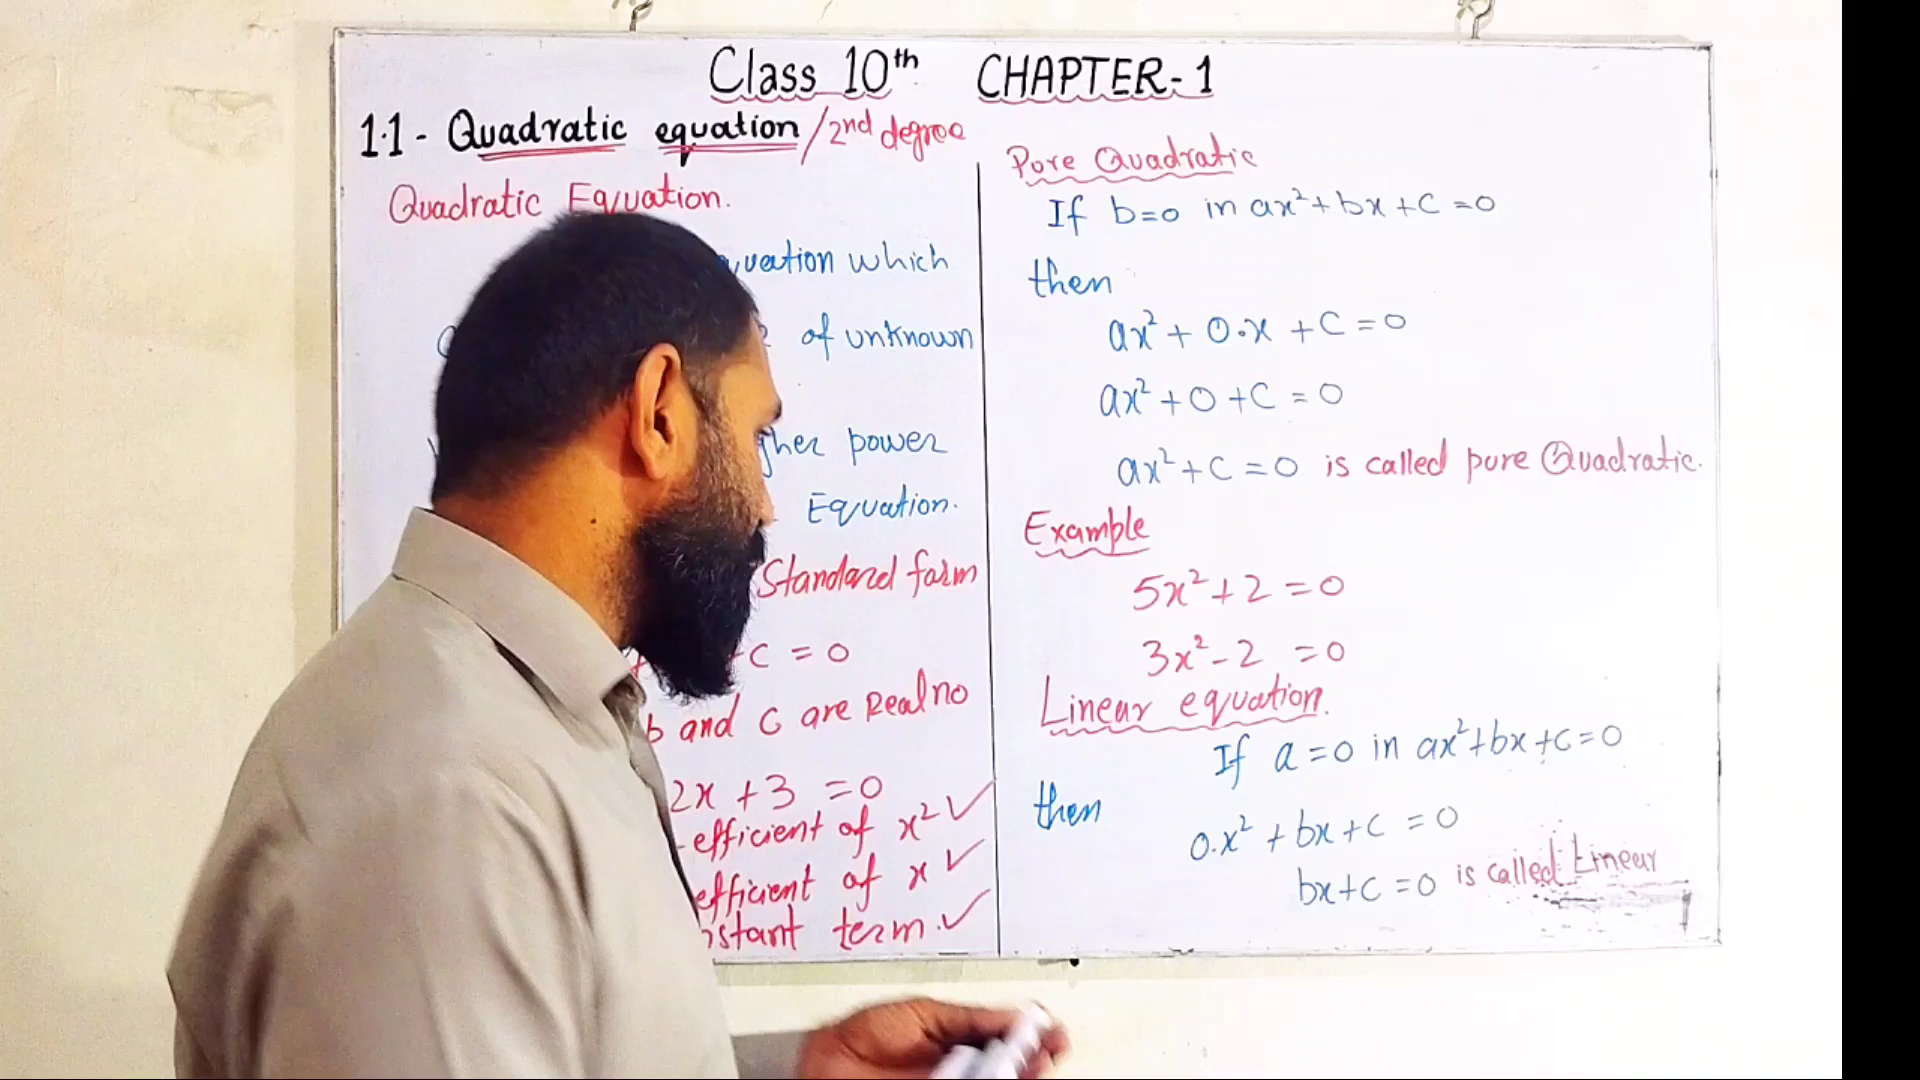 Class 10th CHAPTER-1
1.1 - Quadratic equation / 2nd degree
Quadratic Equation.
which
of unknown
power
Equation.
Standard form
C = 0
b and c are Real no
2x + 3 = 0
efficient of x² ✓
efficient of x ✓
term. ✓
Pure Quadratic
If b=0 in ax²+bx+C=0
then
ax² + 0.x + C = 0
ax² + 0 + C = 0
ax² + C = 0 is called pure Quadratic.
Example
5x² + 2 = 0
3x² - 2 = 0
Linear equation.
If a = 0 in ax²+bx+c=0
then
0.x² + bx + c = 0
bx+c = 0 is called Linear